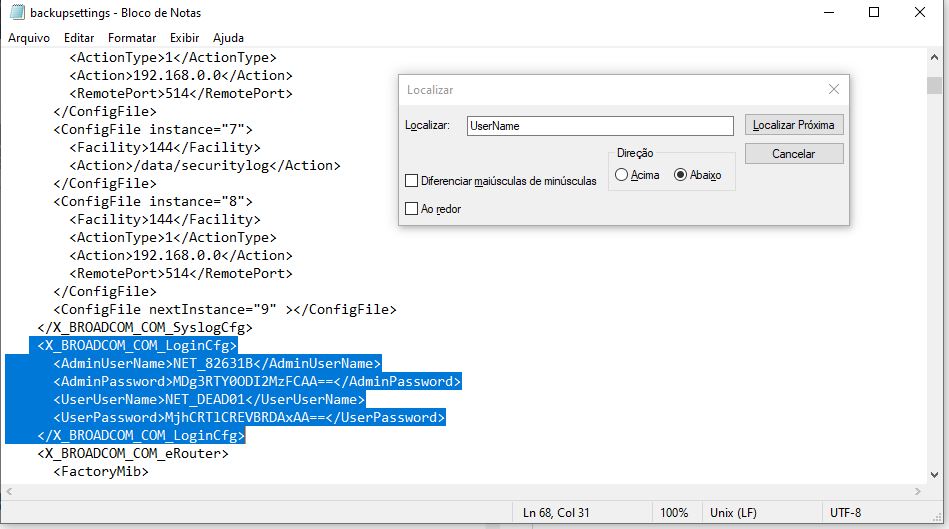 backupsettings - Bloco de Notas
Arquivo Editar Formatar Exibir Ajuda
<ActionType>1</ActionType>
<Action>192.168.0.0</Action>
<RemotePort>514</RemotePort>
</ConfigFile>
<ConfigFile instance="7">
<Facility>144</Facility>
<Action>/data/securitylog</Action>
</ConfigFile>
<ConfigFile instance="8">
<Facility>144</Facility>
<ActionType>1</ActionType>
<Action>192.168.0.0</Action>
<RemotePort>514</RemotePort>
</ConfigFile>
<ConfigFile nextInstance="9" ></ConfigFile>
</X_BROADCOM_COM_SyslogCfg>
<X_BROADCOM_COM_LoginCfg>
<AdminUserName>NET_82631B</AdminUserName>
<AdminPassword>MDg3RTY0ODI2MzFCAA==</AdminPassword>
<UserUserName>NET_DEAD01</UserUserName>
<UserPassword>MjhCRTlCREVBRDAxAA==</UserPassword>
</X_BROADCOM_COM_LoginCfg>
<X_BROADCOM_COM_eRouter>
<FactoryMib>
Localizar
Localizar: UserName Localizar Próxima
Cancelar
Direção
Acima Abaixo
Diferenciar maiúsculas de minúsculas
Ao redor
Ln 68, Col 31 100% Unix (LF) UTF-8